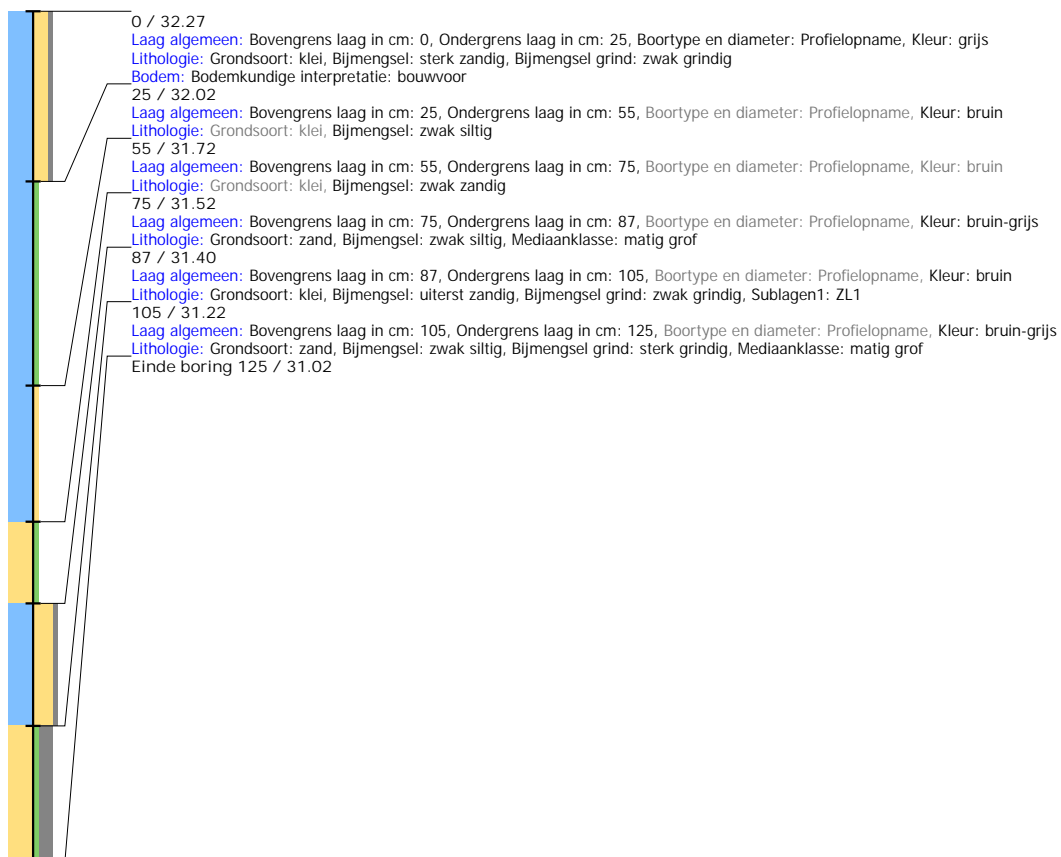 0 / 32.27
Laag algemeen: Bovengrens laag in cm: 0, Ondergrens laag in cm: 25, Boortype en diameter: Profielopname, Kleur: grijs
Lithologie: Grondsoort: klei, Bijmengsel: sterk zandig, Bijmengsel grind: zwak grindig
Bodem: Bodemkundige interpretatie: bouwvoor
25 / 32.02
Laag algemeen: Bovengrens laag in cm: 25, Ondergrens laag in cm: 55, Boortype en diameter: Profielopname, Kleur: bruin
Lithologie: Grondsoort: klei, Bijmengsel: zwak siltig
55 / 31.72
Laag algemeen: Bovengrens laag in cm: 55, Ondergrens laag in cm: 75, Boortype en diameter: Profielopname, Kleur: bruin
Lithologie: Grondsoort: klei, Bijmengsel: zwak zandig
75 / 31.52
Laag algemeen: Bovengrens laag in cm: 75, Ondergrens laag in cm: 87, Boortype en diameter: Profielopname, Kleur: bruin-grijs
Lithologie: Grondsoort: zand, Bijmengsel: zwak siltig, Mediaanklasse: matig grof
87 / 31.40
Laag algemeen: Bovengrens laag in cm: 87, Ondergrens laag in cm: 105, Boortype en diameter: Profielopname, Kleur: bruin
Lithologie: Grondsoort: klei, Bijmengsel: uiterst zandig, Bijmengsel grind: zwak grindig, Sublagen1: ZL1
105 / 31.22
Laag algemeen: Bovengrens laag in cm: 105, Ondergrens laag in cm: 125, Boortype en diameter: Profielopname, Kleur: bruin-grijs
Lithologie: Grondsoort: zand, Bijmengsel: zwak siltig, Bijmengsel grind: sterk grindig, Mediaanklasse: matig grof
Einde boring 125 / 31.02